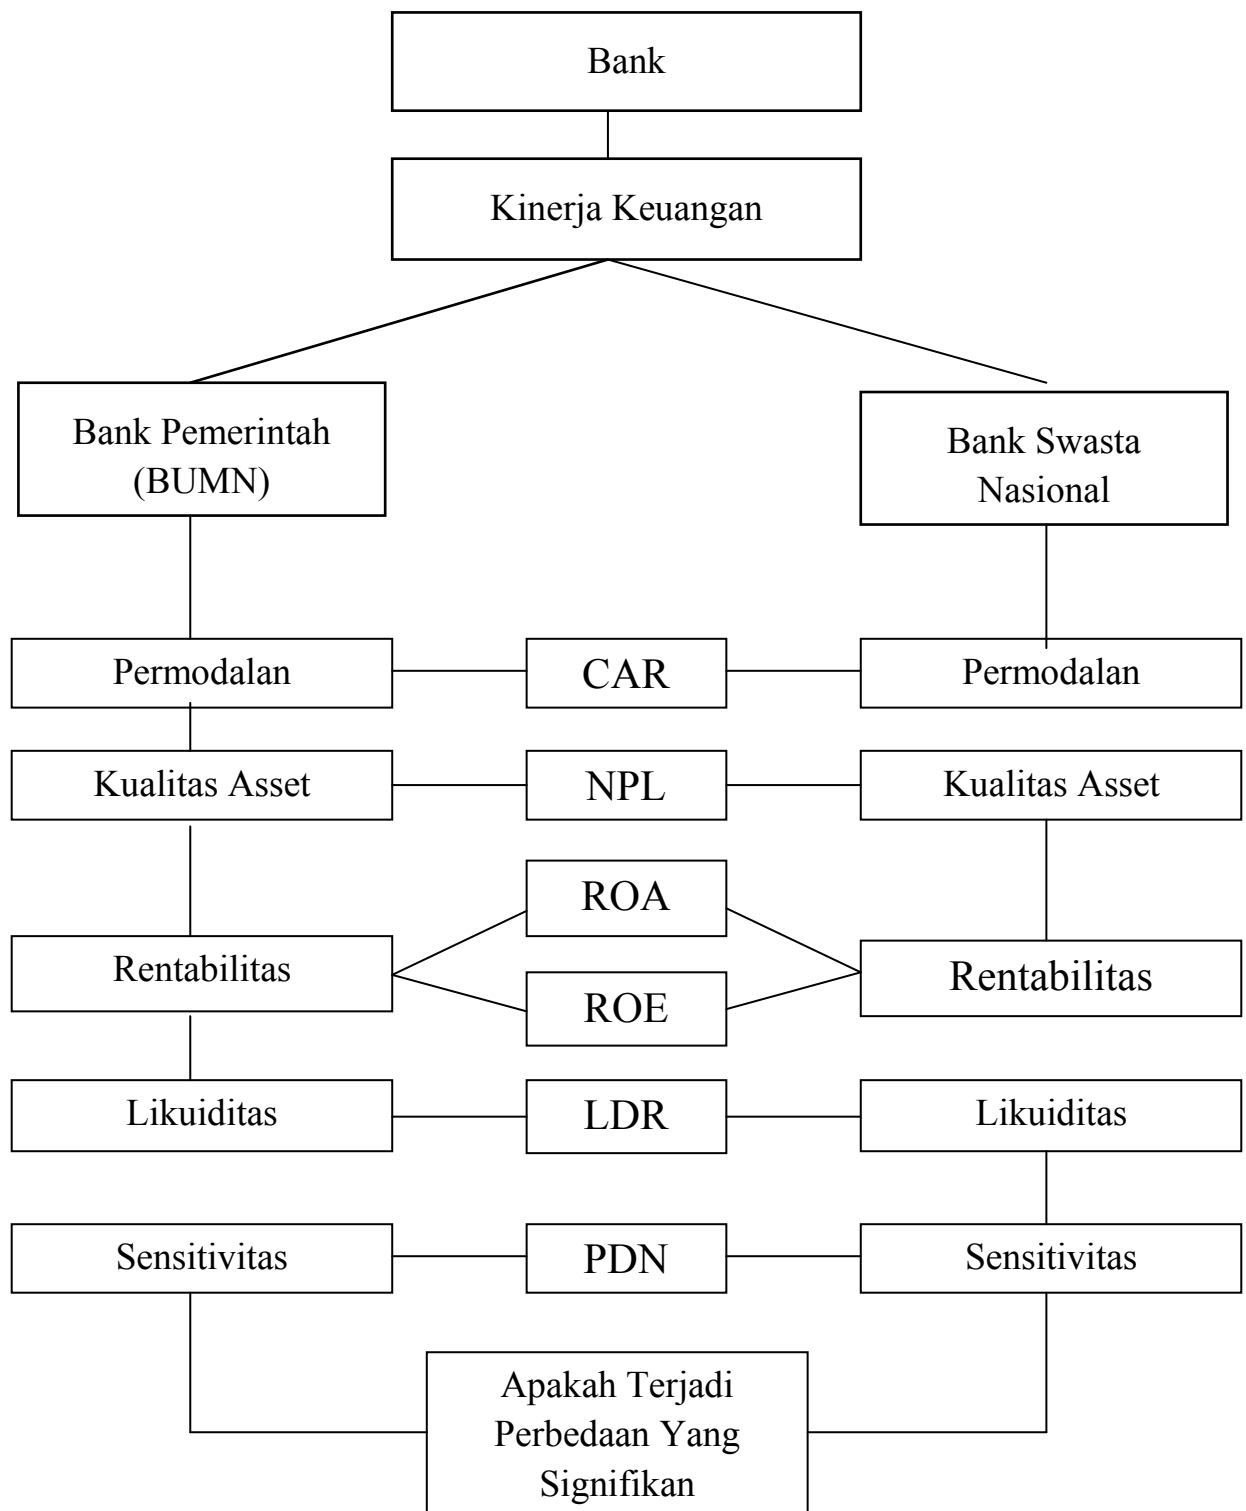 Bank
Kinerja Keuangan
Bank Pemerintah
(BUMN)
Bank Swasta
Nasional
Permodalan
CAR
Permodalan
Kualitas Asset
NPL
Kualitas Asset
ROA
Rentabilitas
Rentabilitas
ROE
Likuiditas
LDR
Likuiditas
Sensitivitas
PDN
Sensitivitas
Apakah Terjadi
Perbedaan Yang
Signifikan